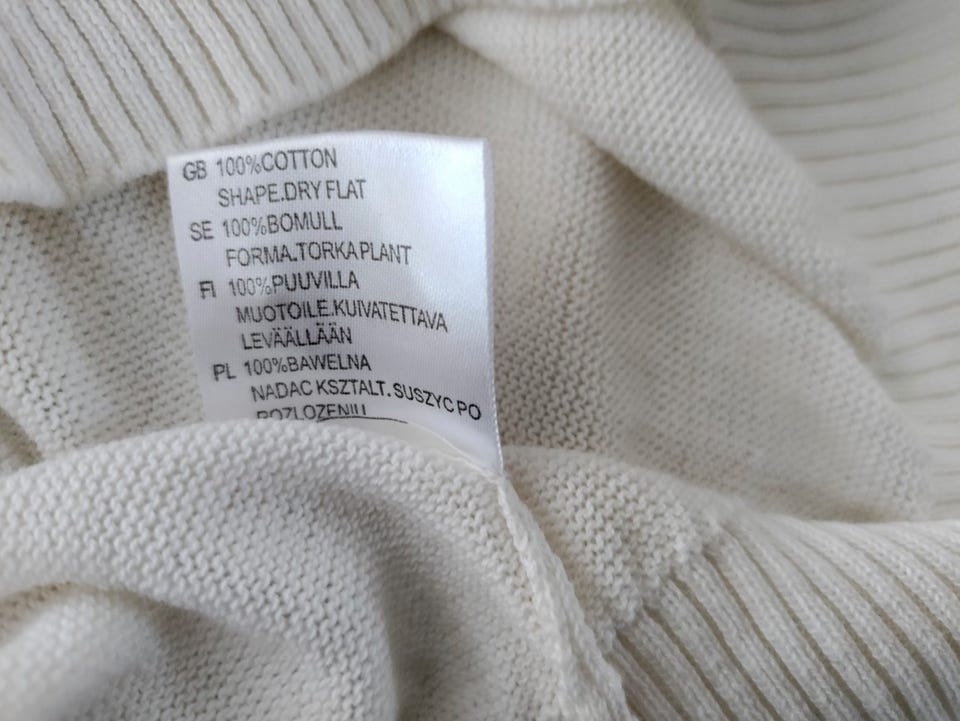 GB 100%COTTON
SHAPE.DRY FLAT
SE 100%BOMULL
FORMA.TORKA PLANT
FI 100%PUUVILLA
MUOTOILE.KUIVATETTAVA
LEVÄÄLLÄÄN
PL 100%BAWELNA
NADAC KSZTALT. SUSZYC PO
ROZLOZENIU